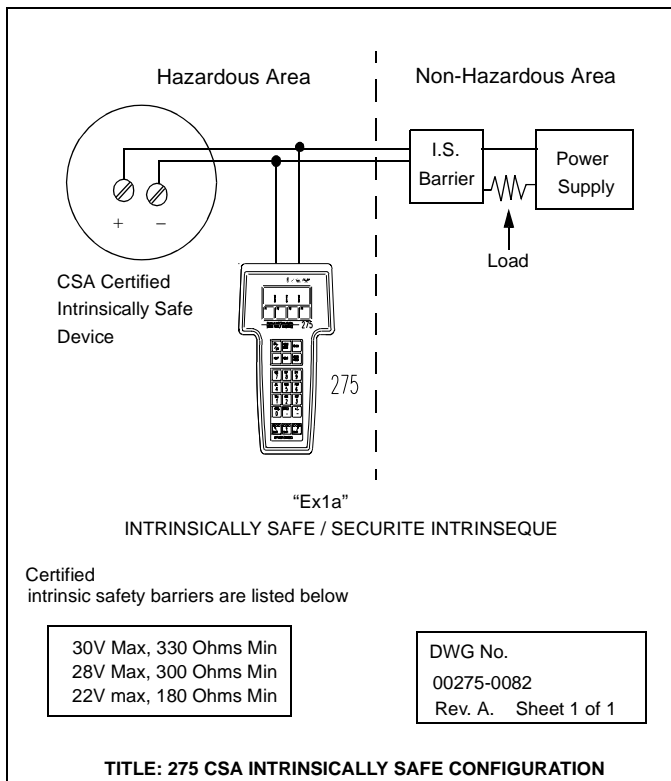 Hazardous Area
Non-Hazardous Area
I.S.
Barrier
Power
Supply
Load
+ −
CSA Certified
Intrinsically Safe
Device
275
275
“Ex1a”
INTRINSICALLY SAFE / SECURITE INTRINSEQUE
Certified
intrinsic safety barriers are listed below
30V Max, 330 Ohms Min
28V Max, 300 Ohms Min
22V max, 180 Ohms Min
DWG No.
00275-0082
Rev. A. Sheet 1 of 1
TITLE: 275 CSA INTRINSICALLY SAFE CONFIGURATION